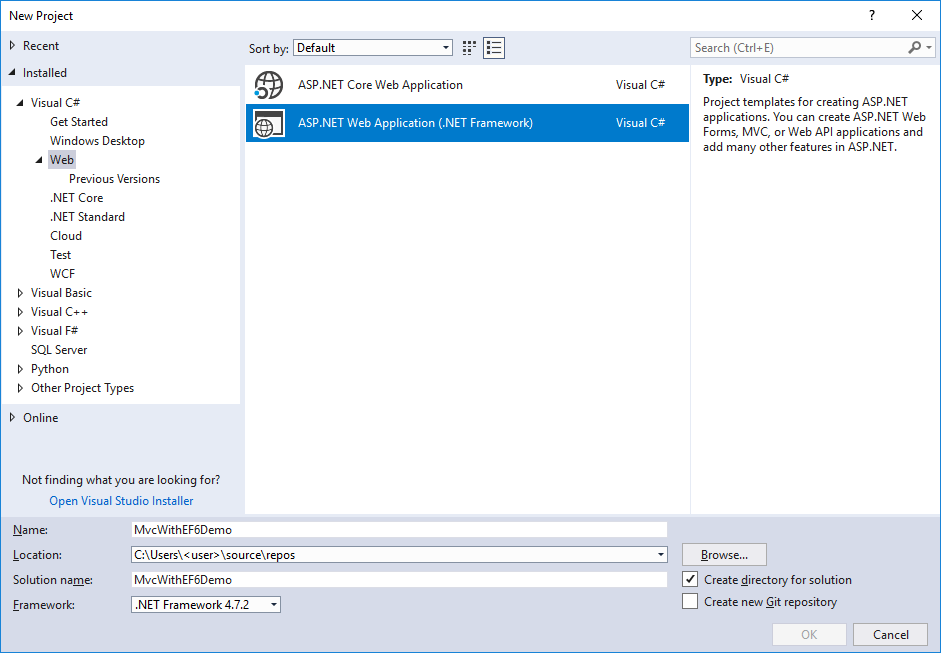 New Project
?
Recent
Installed
Visual C#
Get Started
Windows Desktop
Web
Previous Versions
.NET Core
.NET Standard
Cloud
Test
WCF
Visual Basic
Visual C++
Visual F#
SQL Server
Python
Other Project Types
Online
Not finding what you are looking for?
Open Visual Studio Installer
Sort by: Default
ASP.NET Core Web Application Visual C#
ASP.NET Web Application (.NET Framework) Visual C#
Search (Ctrl+E)
Type: Visual C#
Project templates for creating ASP.NET
applications. You can create ASP.NET Web
Forms, MVC, or Web API applications and
add many other features in ASP.NET.
Name: MvcWithEF6Demo
Location: C:\Users\<user>\source\repos Browse...
Solution name: MvcWithEF6Demo Create directory for solution
Framework: .NET Framework 4.7.2 Create new Git repository
OK Cancel